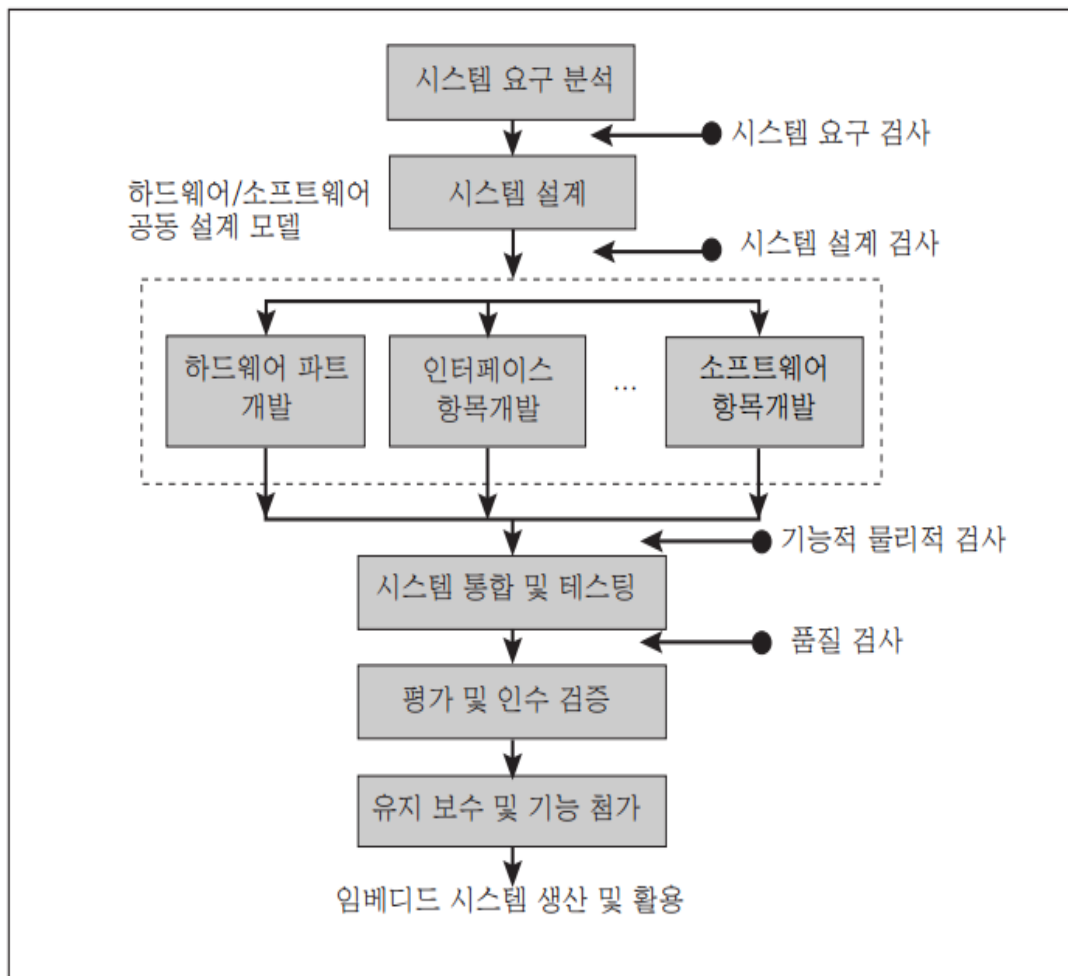 시스템 요구 분석
시스템 요구 검사
하드웨어/소프트웨어
공동 설계 모델
시스템 설계
시스템 설계 검사
하드웨어 파트
개발
인터페이스
항목개발
...
소프트웨어
항목개발
기능적 물리적 검사
시스템 통합 및 테스팅
품질 검사
평가 및 인수 검증
유지 보수 및 기능 첨가
임베디드 시스템 생산 및 활용